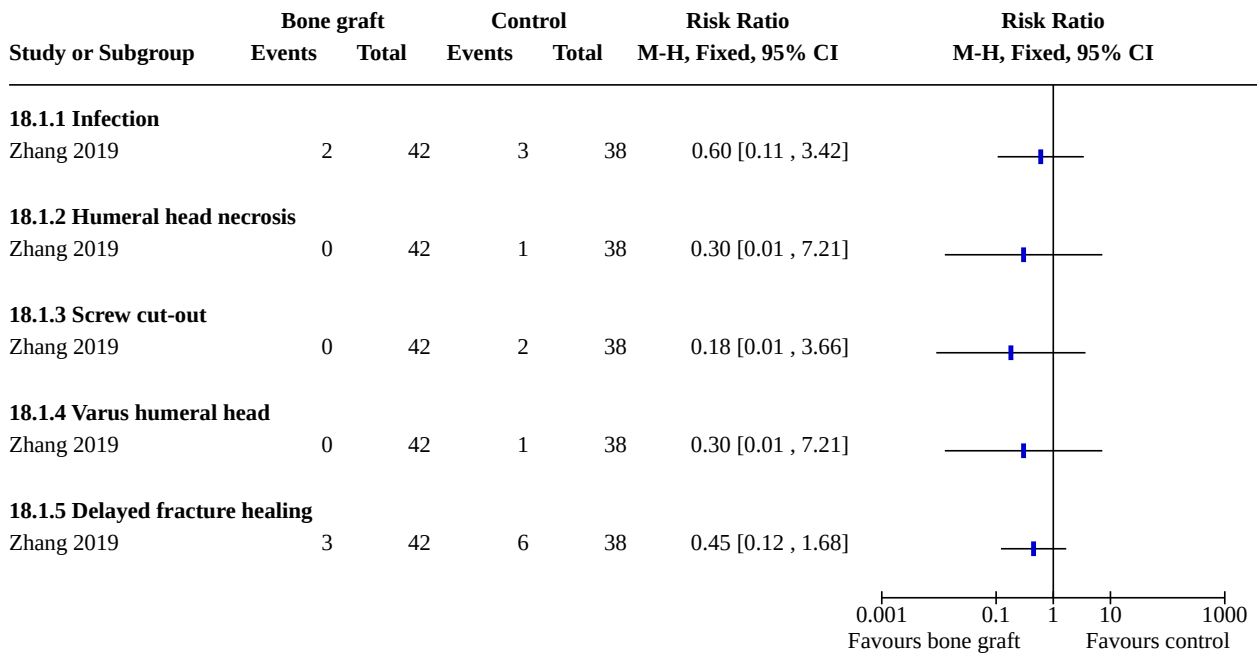 Bone graft Control Risk Ratio Risk Ratio
Study or Subgroup Events Total Events Total M-H, Fixed, 95% CI M-H, Fixed, 95% CI
18.1.1 Infection
Zhang 2019 2 42 3 38 0.60 [0.11 , 3.42]
18.1.2 Humeral head necrosis
Zhang 2019 0 42 1 38 0.30 [0.01 , 7.21]
18.1.3 Screw cut-out
Zhang 2019 0 42 2 38 0.18 [0.01 , 3.66]
18.1.4 Varus humeral head
Zhang 2019 0 42 1 38 0.30 [0.01 , 7.21]
18.1.5 Delayed fracture healing
Zhang 2019 3 42 6 38 0.45 [0.12 , 1.68]
0.001 0.1 1 10 1000
Favours bone graft Favours control